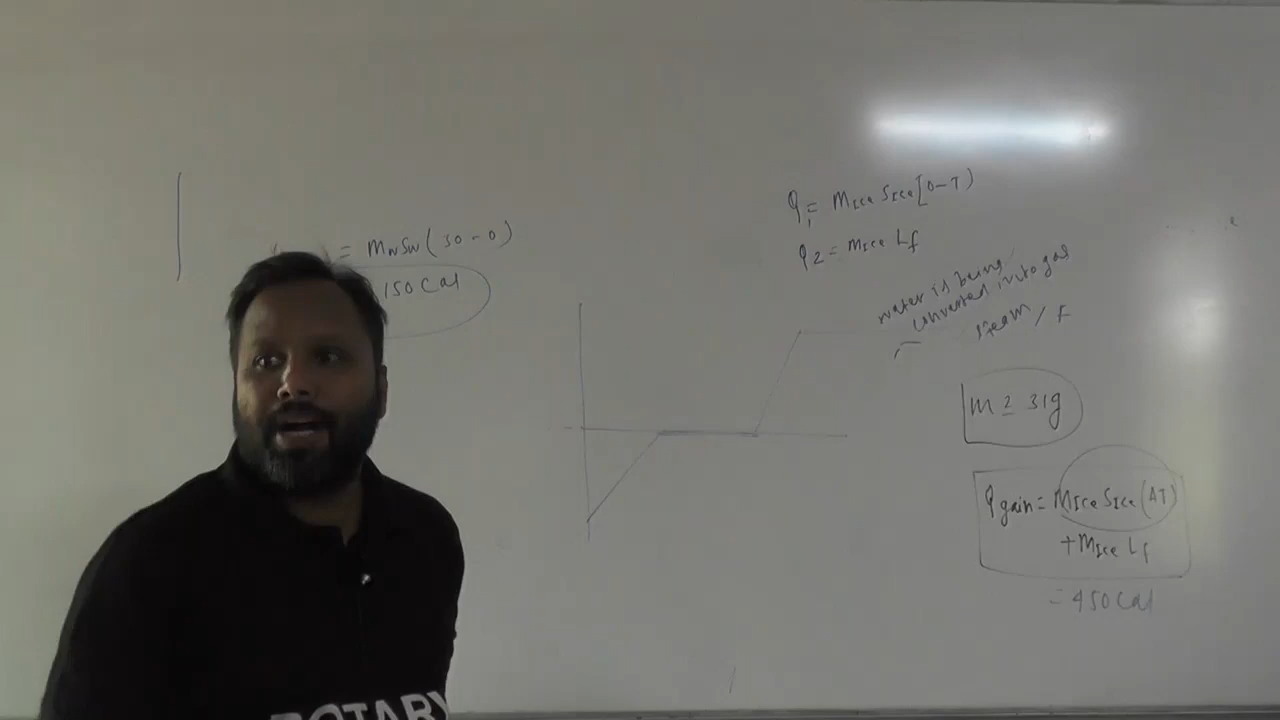 = mwsw(30-0)
150 Cal
Q1 = mIce SIce[0-T)
Q2 = mIce Lf
water is being
converted into gas
steam / F
m ≥ 31g
Qgain = mIce SIce (ΔT)
+ mIce Lf
= 450 Cal
ROTARY